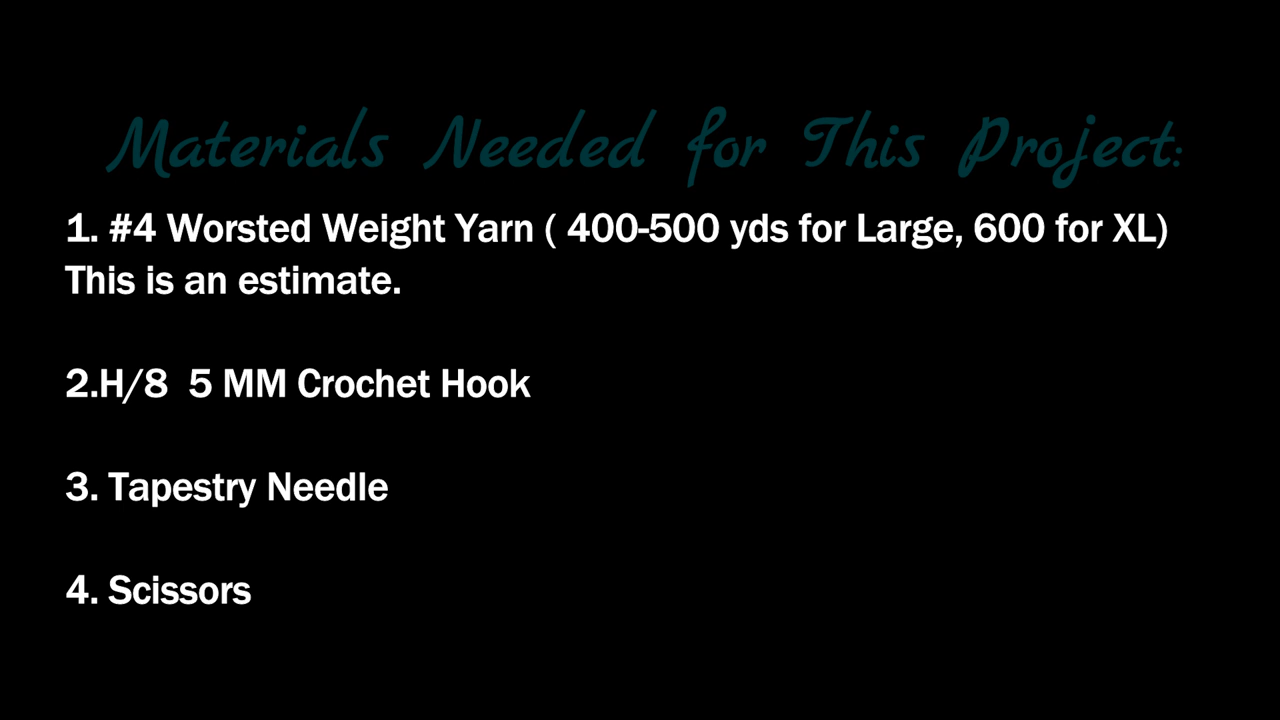 Materials Needed for This Project:
1. #4 Worsted Weight Yarn ( 400-500 yds for Large, 600 for XL)
This is an estimate.
2.H/8  5 MM Crochet Hook
3. Tapestry Needle
4. Scissors